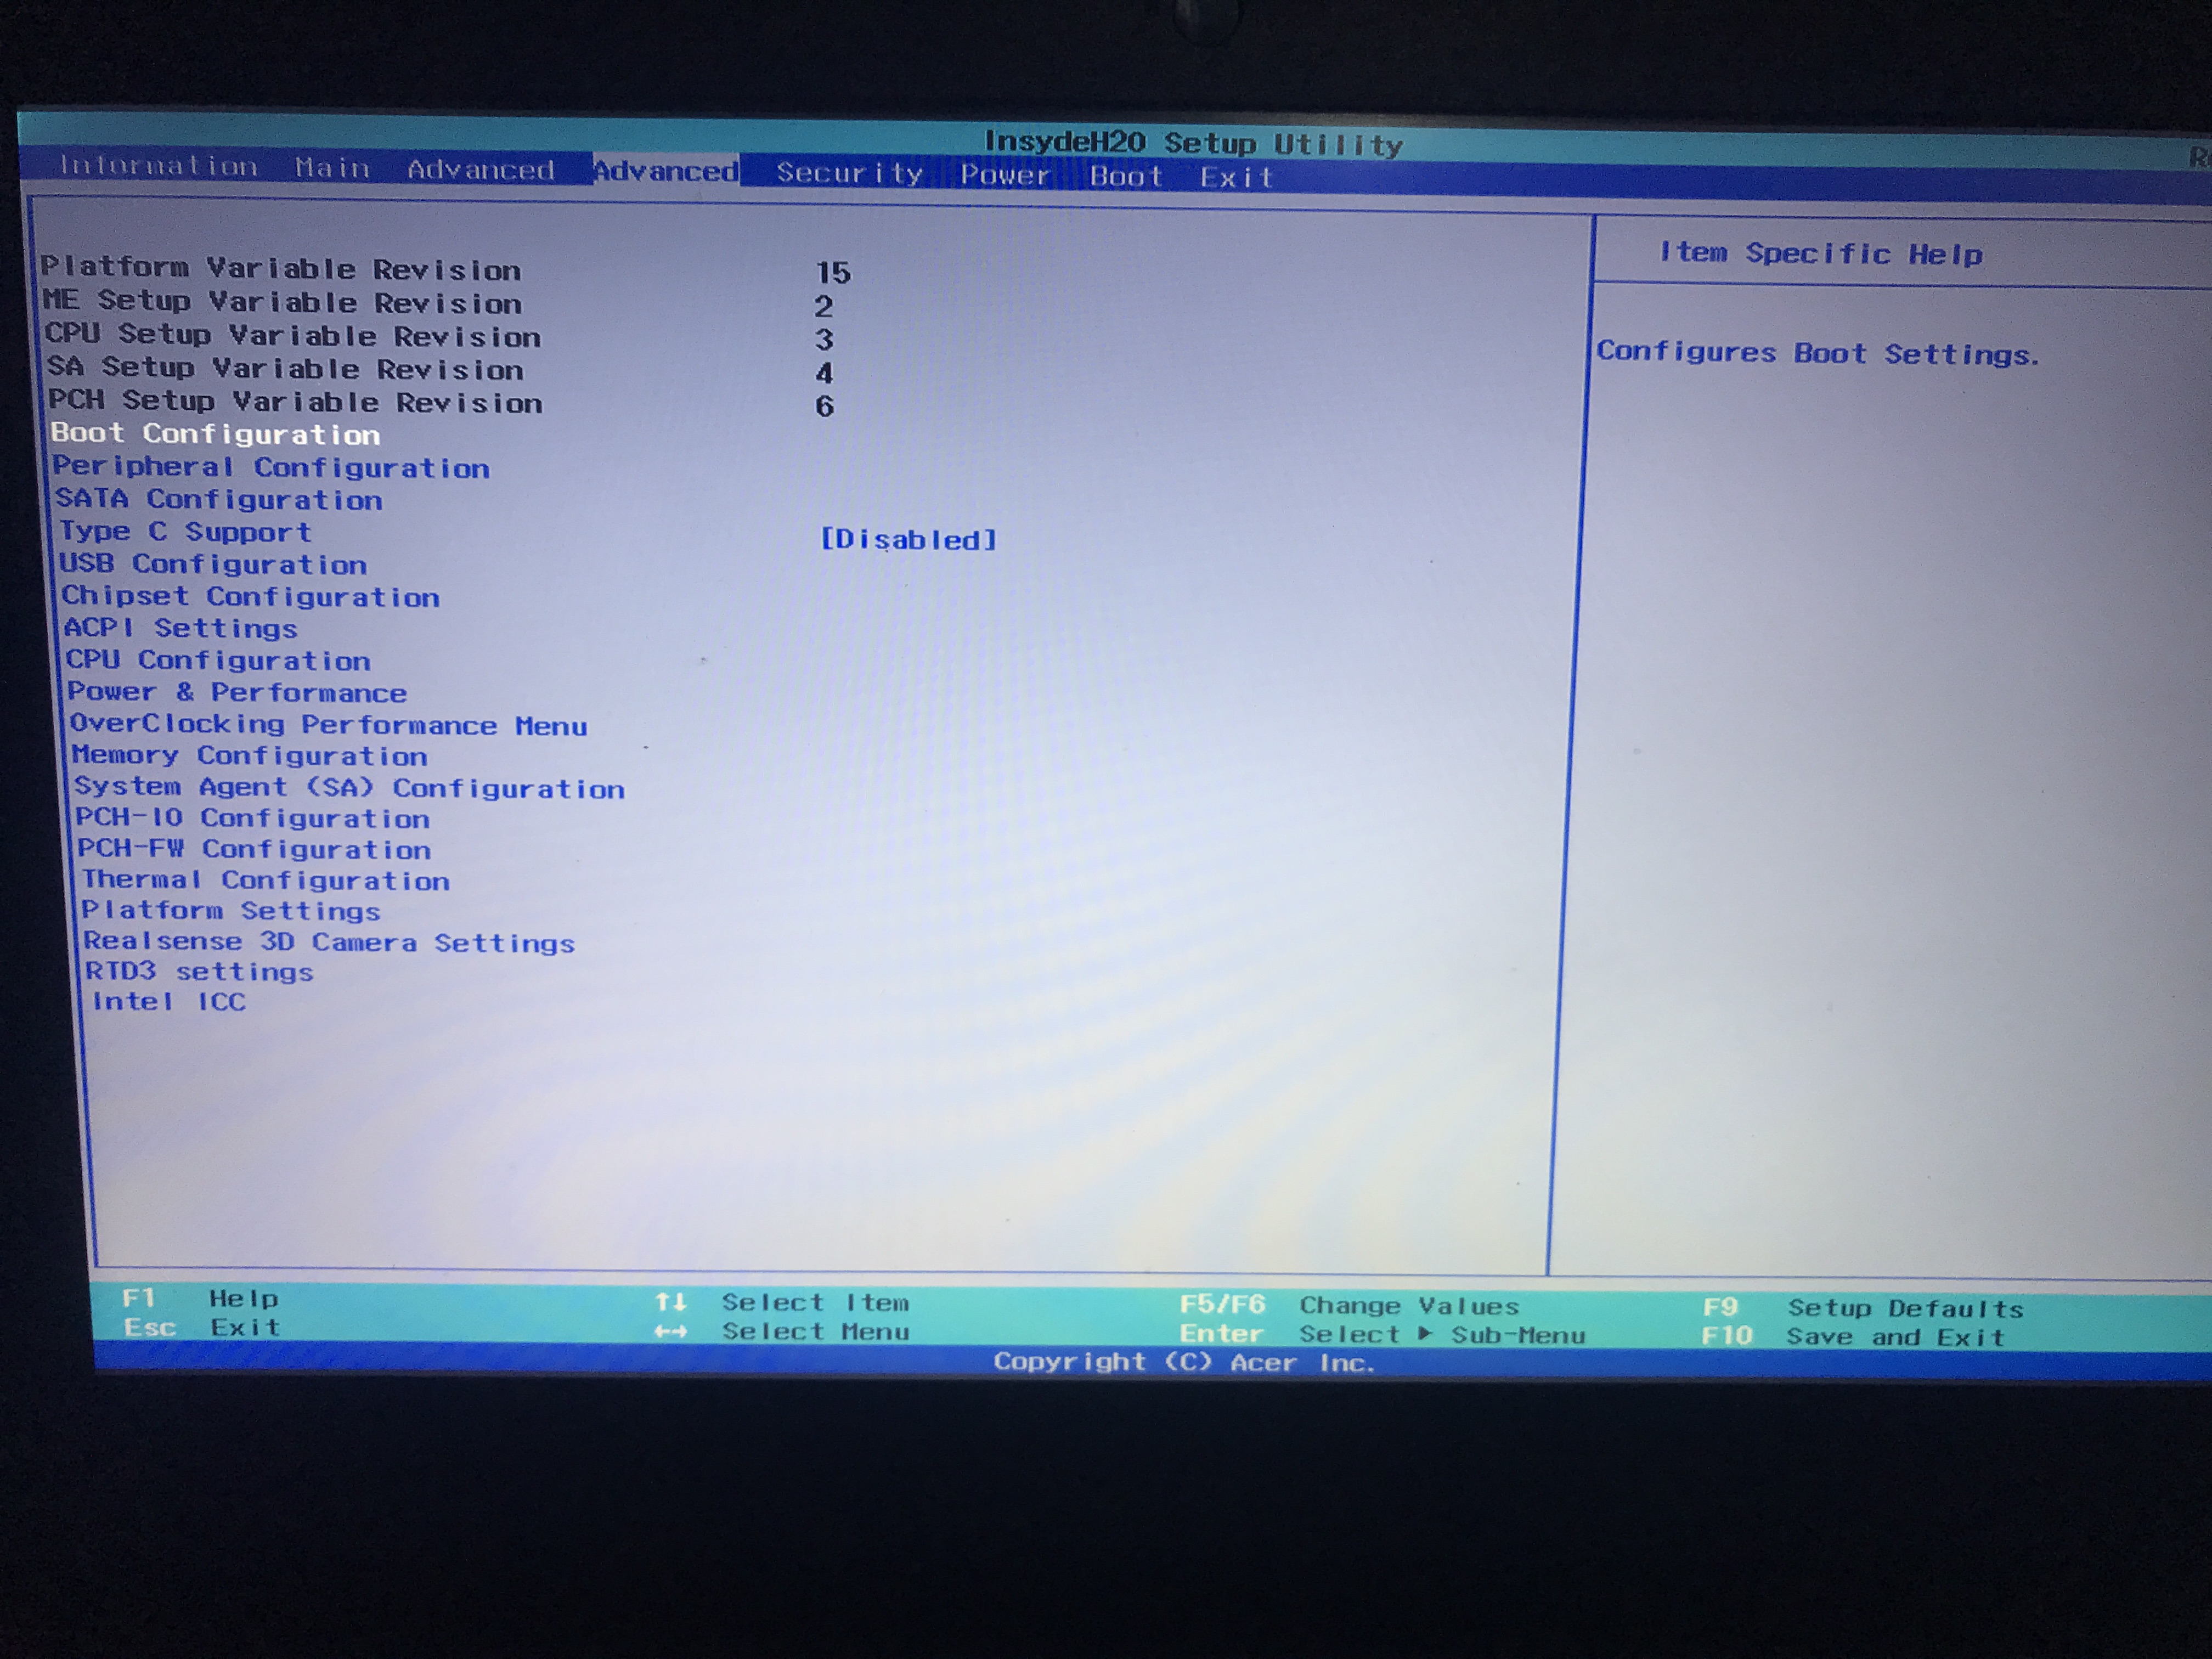 InsydeH20 Setup Utility
Information Main Advanced Advanced Security Power Boot Exit
Item Specific Help
Configures Boot Settings.
Platform Variable Revision 15
ME Setup Variable Revision 2
CPU Setup Variable Revision 3
SA Setup Variable Revision 4
PCH Setup Variable Revision 6
Boot Configuration
Peripheral Configuration
SATA Configuration
Type C Support [Disabled]
USB Configuration
Chipset Configuration
ACPI Settings
CPU Configuration
Power & Performance
OverClocking Performance Menu
Memory Configuration
System Agent (SA) Configuration
PCH-IO Configuration
PCH-FW Configuration
Thermal Configuration
Platform Settings
Realsense 3D Camera Settings
RTD3 settings
Intel ICC
F1 Help ↑↓ Select Item F5/F6 Change Values F9 Setup Defaults
Esc Exit ←→ Select Menu Enter Select ▶ Sub-Menu F10 Save and Exit
Copyright (C) Acer Inc.